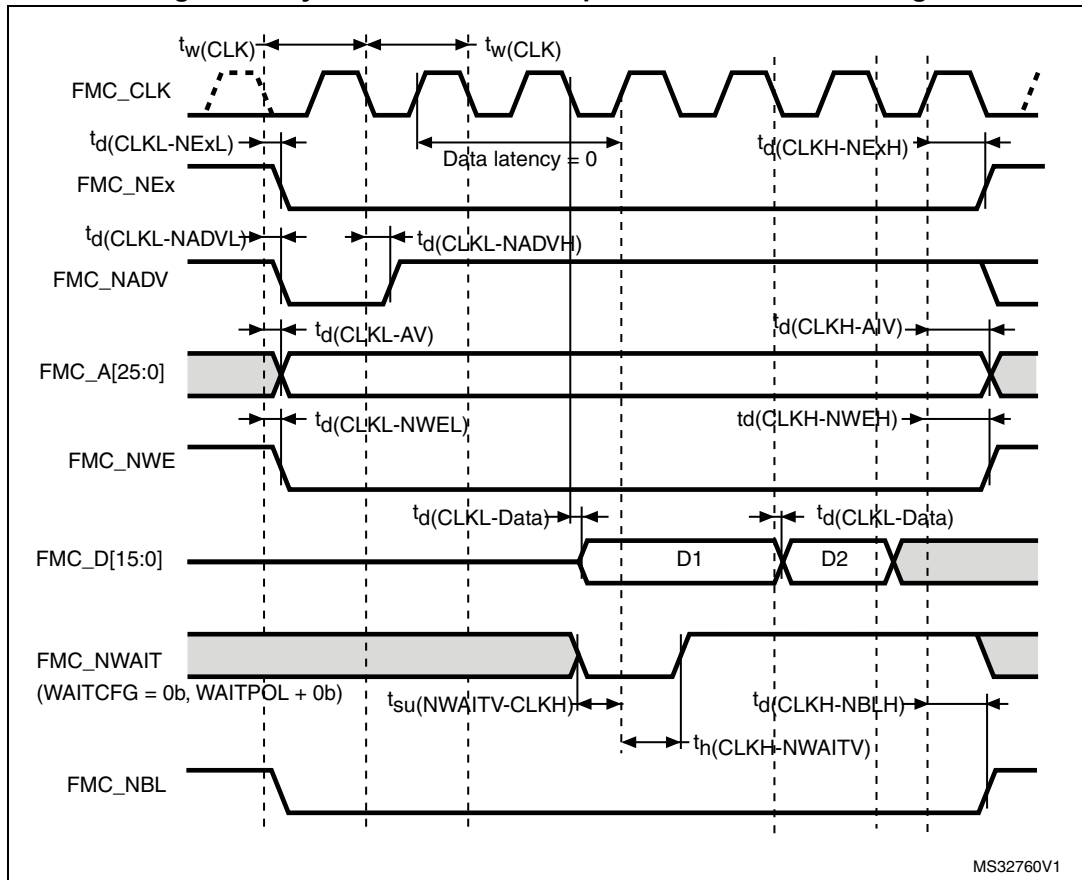 tw(CLK) tw(CLK)
FMC_CLK
td(CLKL-NExL) Data latency = 0 td(CLKH-NExH)
FMC_NEx
td(CLKL-NADVL) td(CLKL-NADVH)
FMC_NADV
td(CLKL-AV) td(CLKH-AIV)
FMC_A[25:0]
td(CLKL-NWEL) td(CLKH-NWEH)
FMC_NWE
td(CLKL-Data) td(CLKL-Data)
FMC_D[15:0] D1 D2
FMC_NWAIT
(WAITCFG = 0b, WAITPOL + 0b)
tsu(NWAITV-CLKH) td(CLKH-NBLH)
th(CLKH-NWAITV)
FMC_NBL
MS32760V1